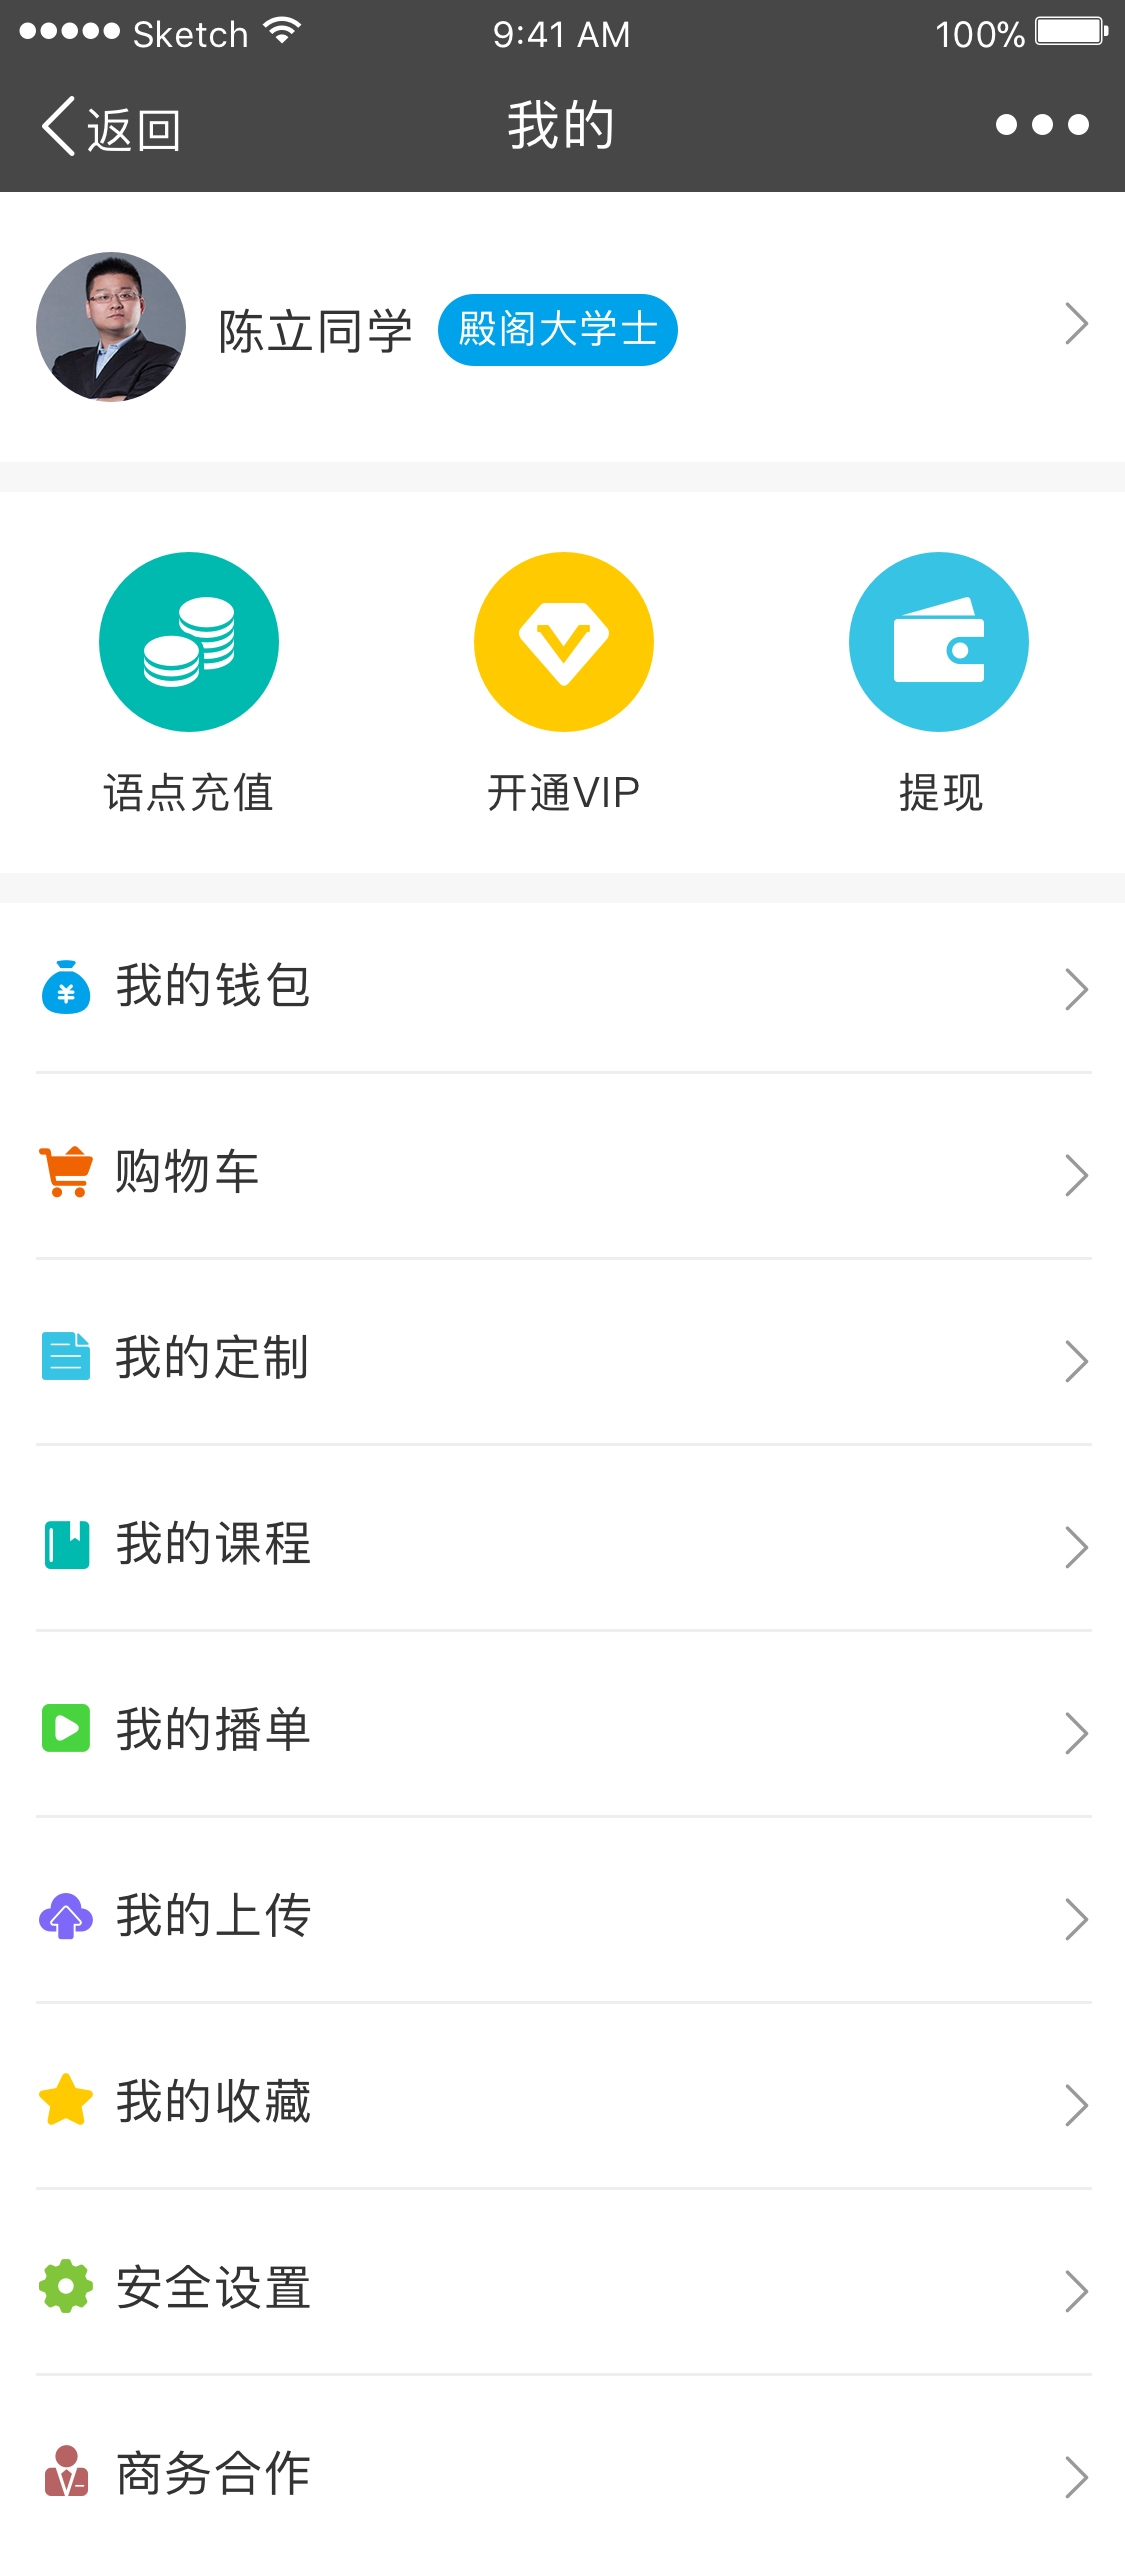 Sketch 9:41 AM 100%
返回 我的
陈立同学 殿阁大学士
语点充值 开通VIP 提现
我的钱包
购物车
我的定制
我的课程
我的播单
我的上传
我的收藏
安全设置
商务合作